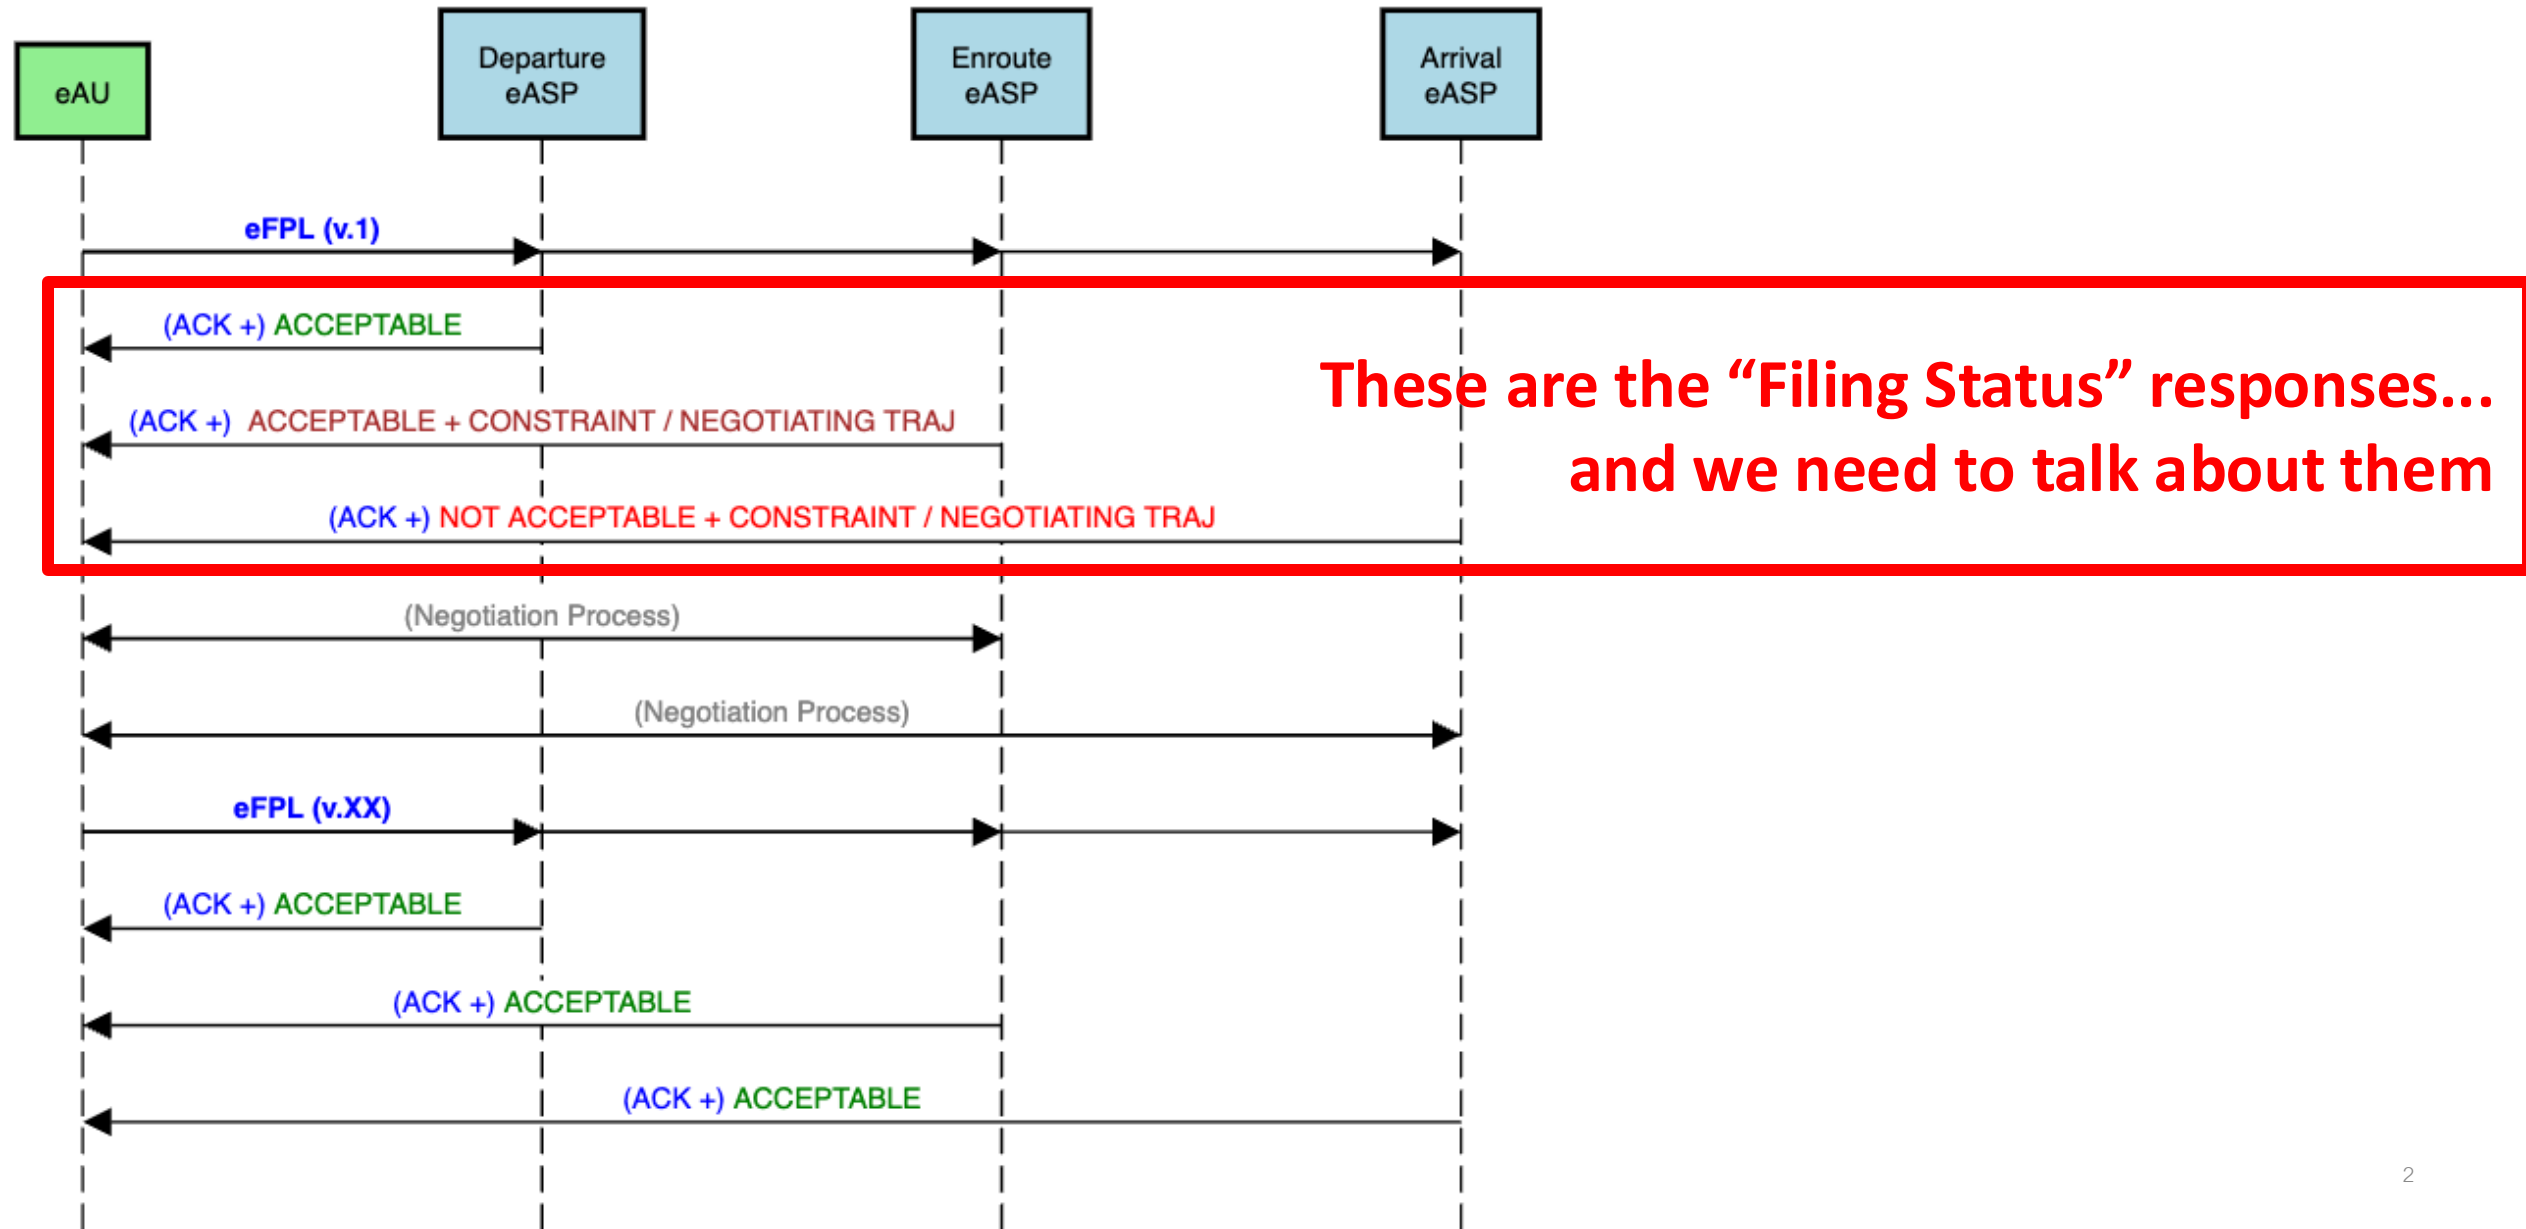 eAU
Departure
eASP
Enroute
eASP
Arrival
eASP
eFPL (v.1)
(ACK +) ACCEPTABLE
(ACK +) ACCEPTABLE + CONSTRAINT / NEGOTIATING TRAJ
(ACK +) NOT ACCEPTABLE + CONSTRAINT / NEGOTIATING TRAJ
These are the “Filing Status” responses...
and we need to talk about them
(Negotiation Process)
(Negotiation Process)
eFPL (v.XX)
(ACK +) ACCEPTABLE
(ACK +) ACCEPTABLE
(ACK +) ACCEPTABLE
2